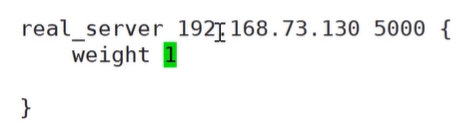 real_server 192.168.73.130 5000 {
    weight 1
}